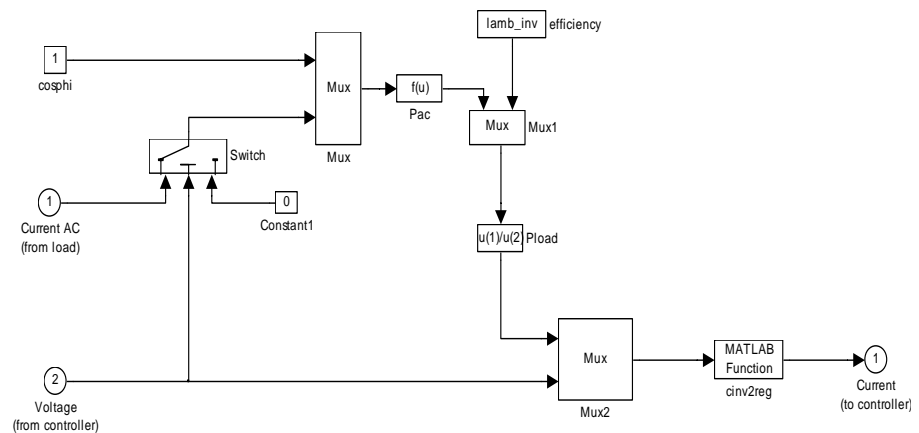 lamb_inv
efficiency
1
cosphi
Mux
Mux
f(u)
Pac
Mux
Mux1
Switch
1
Current AC
(from load)
0
Constant1
u(1)/u(2)
Pload
Mux
Mux2
MATLAB
Function
cinv2reg
1
Current
(to controller)
2
Voltage
(from controller)